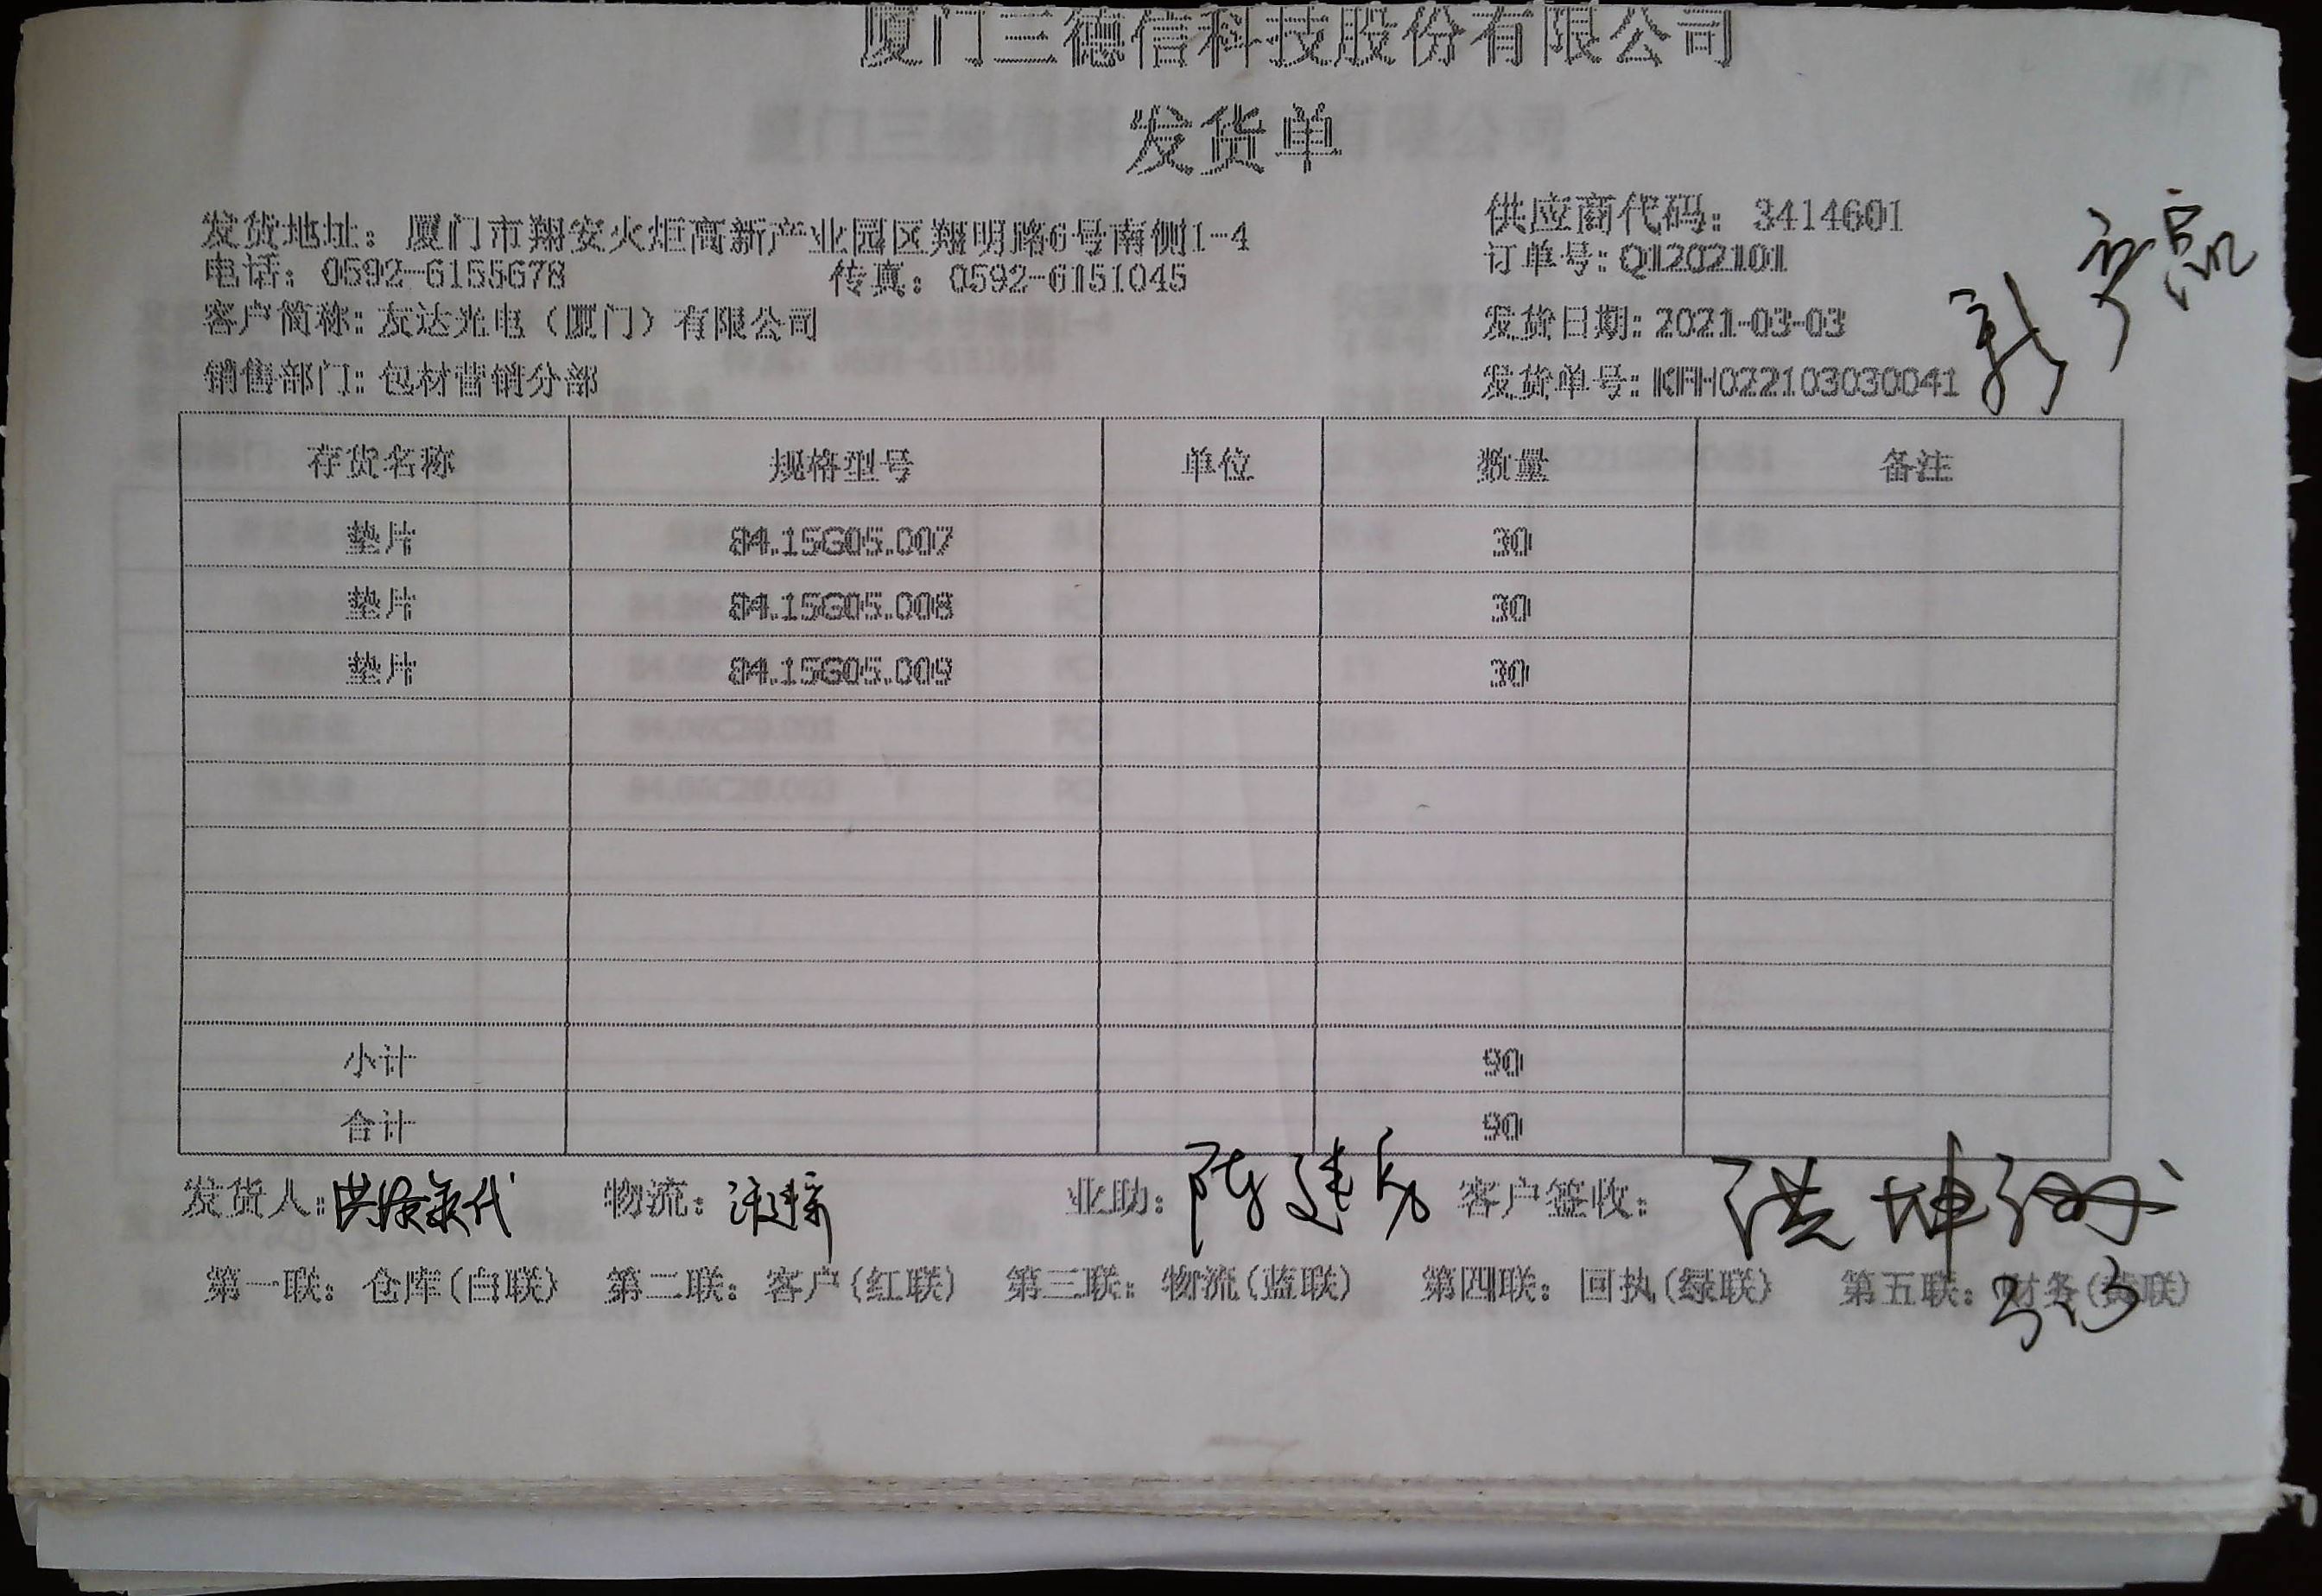 厦门三德信科技股份有限公司
发货单
发货地址：厦门市翔安火炬高新产业园区翔明路6号南侧1-4
供应商代码：3414601
电话：0592-6155678 传真：0592-6151045
订单号：Q1202101
客户简称：友达光电（厦门）有限公司
发货日期：2021-03-03
销售部门：包材营销分部
发货单号：KFH022103030041
存货名称 规格型号 单位 数量 备注
垫片 84.15G05.007 30
垫片 84.15G05.008 30
垫片 84.15G05.009 30
小计 90
合计 90
发货人： 物流： 业助：陈建 客户签收：洪坤
第一联：仓库(白联) 第二联：客户(红联) 第三联：物流(蓝联) 第四联：回执(绿联) 第五联：财务(黄联)
3.3